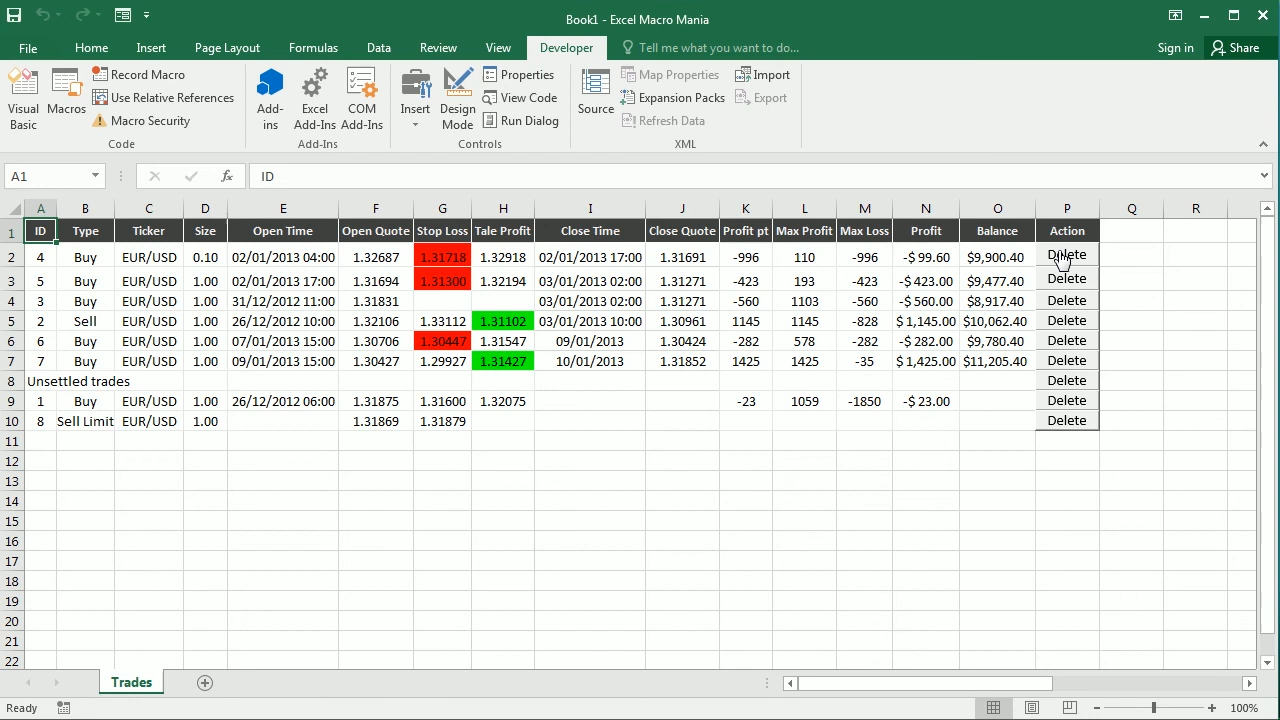 Book1 - Excel Macro Mania
File Home Insert Page Layout Formulas Data Review View Developer Tell me what you want to do... Sign in Share
Visual Basic
Macros
Record Macro
Use Relative References
Macro Security
Code
Add-ins
Excel Add-Ins
COM Add-Ins
Add-Ins
Insert
Design Mode
Properties
View Code
Run Dialog
Controls
Source
Map Properties
Expansion Packs
Refresh Data
Import
Export
XML
A1 fx ID
A B C D E F G H I J K L M N O P Q R
1 ID Type Ticker Size Open Time Open Quote Stop Loss Tale Profit Close Time Close Quote Profit pt Max Profit Max Loss Profit Balance Action
2 4 Buy EUR/USD 0.10 02/01/2013 04:00 1.32687 1.31718 1.32918 02/01/2013 17:00 1.31691 -996 110 -996 -$ 99.60 $9,900.40 Delete
3 5 Buy EUR/USD 1.00 02/01/2013 17:00 1.31694 1.31300 1.32194 03/01/2013 02:00 1.31271 -423 193 -423 -$ 423.00 $9,477.40 Delete
4 3 Buy EUR/USD 1.00 31/12/2012 11:00 1.31831 03/01/2013 02:00 1.31271 -560 1103 -560 -$ 560.00 $8,917.40 Delete
5 2 Sell EUR/USD 1.00 26/12/2012 10:00 1.32106 1.33112 1.31102 03/01/2013 10:00 1.30961 1145 1145 -828 $ 1,145.00 $10,062.40 Delete
6 6 Buy EUR/USD 1.00 07/01/2013 15:00 1.30706 1.30447 1.31547 09/01/2013 1.30424 -282 578 -282 -$ 282.00 $9,780.40 Delete
7 7 Buy EUR/USD 1.00 09/01/2013 15:00 1.30427 1.29927 1.31427 10/01/2013 1.31852 1425 1425 -35 $ 1,425.00 $11,205.40 Delete
8 Unsettled trades Delete
9 1 Buy EUR/USD 1.00 26/12/2012 06:00 1.31875 1.31600 1.32075 -23 1059 -1850 -$ 23.00 Delete
10 8 Sell Limit EUR/USD 1.00 1.31869 1.31879 Delete
11
12
13
14
15
16
17
18
19
20
21
22
Trades
Ready 100%